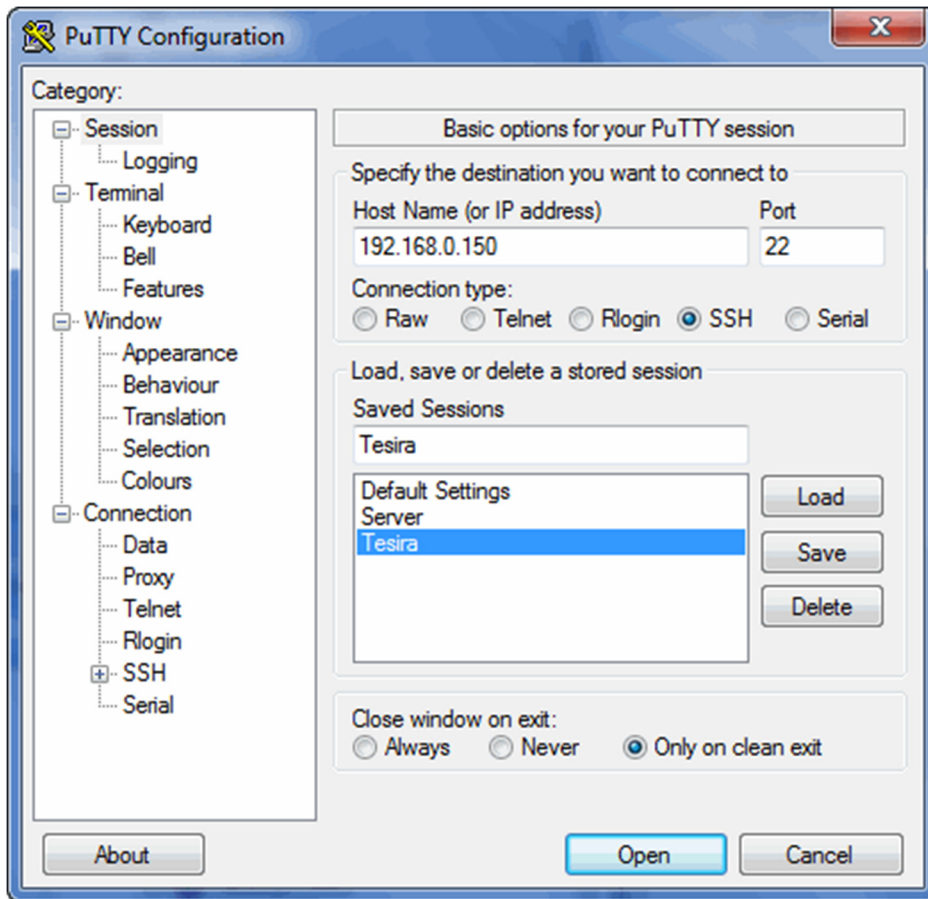 PuTTY Configuration
Category:
Session
Logging
Terminal
Keyboard
Bell
Features
Window
Appearance
Behaviour
Translation
Selection
Colours
Connection
Data
Proxy
Telnet
Rlogin
SSH
Serial
Basic options for your PuTTY session
Specify the destination you want to connect to
Host Name (or IP address) Port
192.168.0.150 22
Connection type:
Raw Telnet Rlogin SSH Serial
Load, save or delete a stored session
Saved Sessions
Tesira
Default Settings
Server
Tesira
Load
Save
Delete
Close window on exit:
Always Never Only on clean exit
About Open Cancel